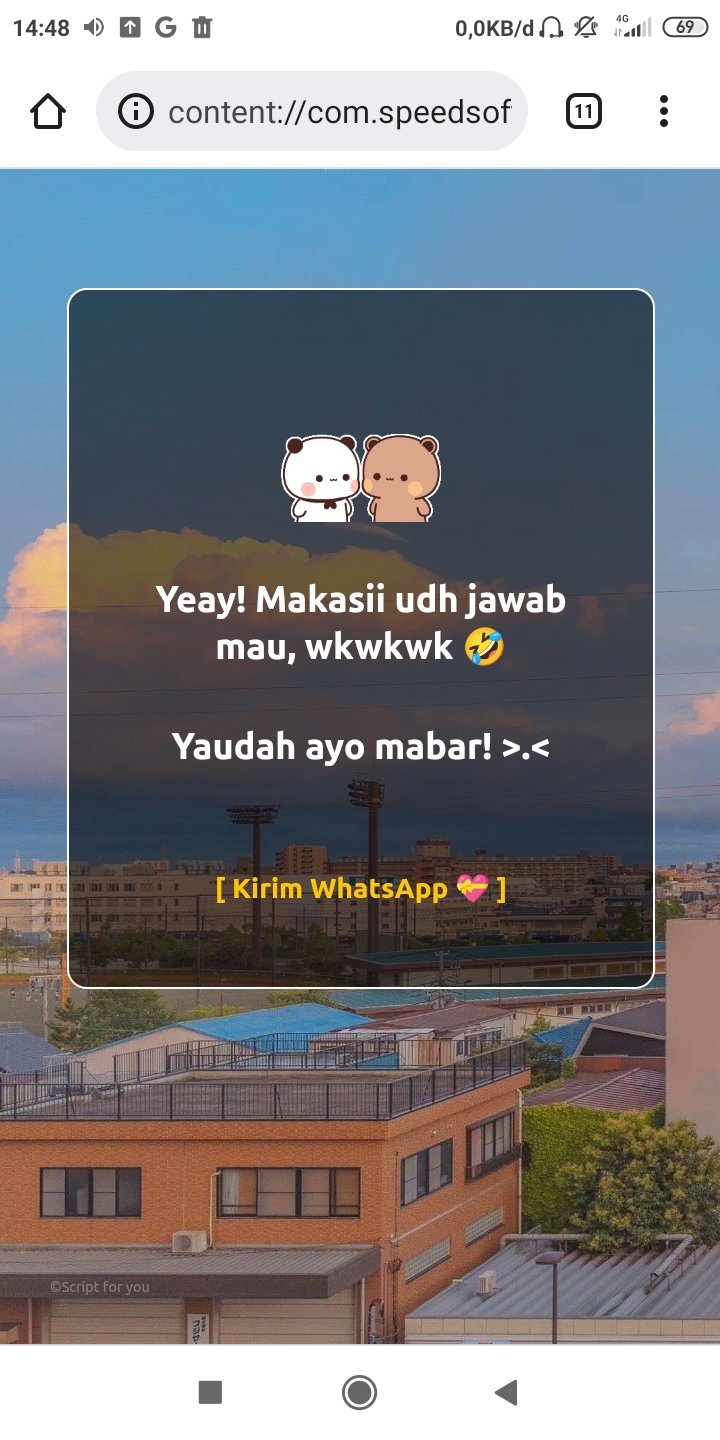 14:48
0,0KB/d
4G
69
content://com.speedsof
11
Yeay! Makasii udh jawab
mau, wkwkwk 🤣
Yaudah ayo mabar! >.<
[ Kirim WhatsApp 💝 ]
©Script for you